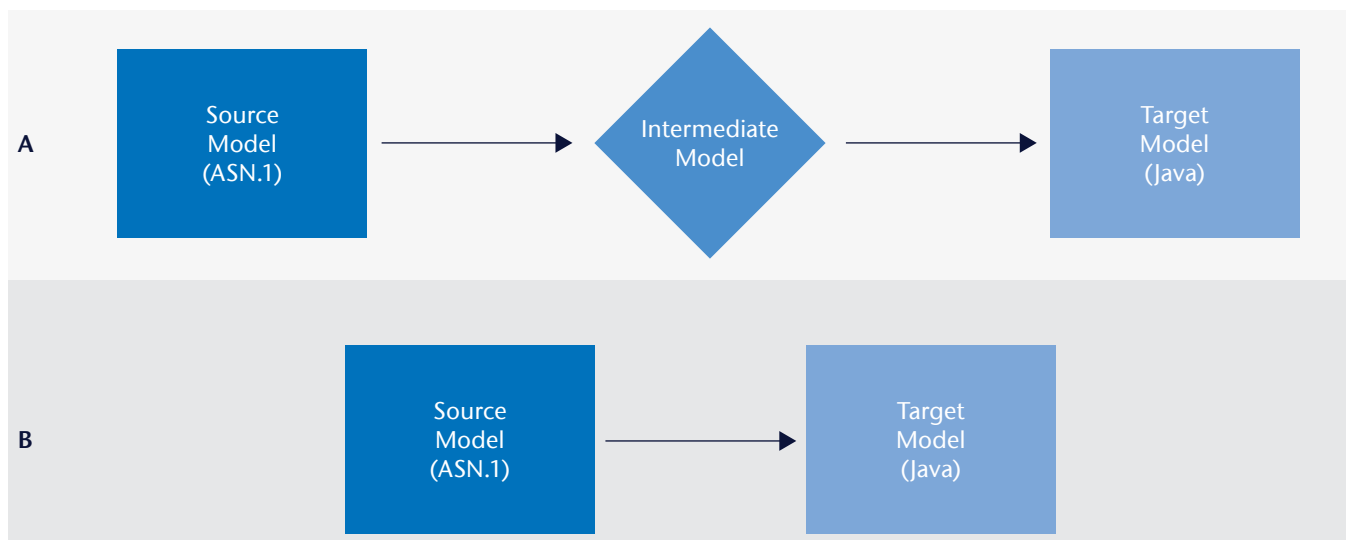 A
Source
Model
(ASN.1)
Intermediate
Model
Target
Model
(Java)
B
Source
Model
(ASN.1)
Target
Model
(Java)